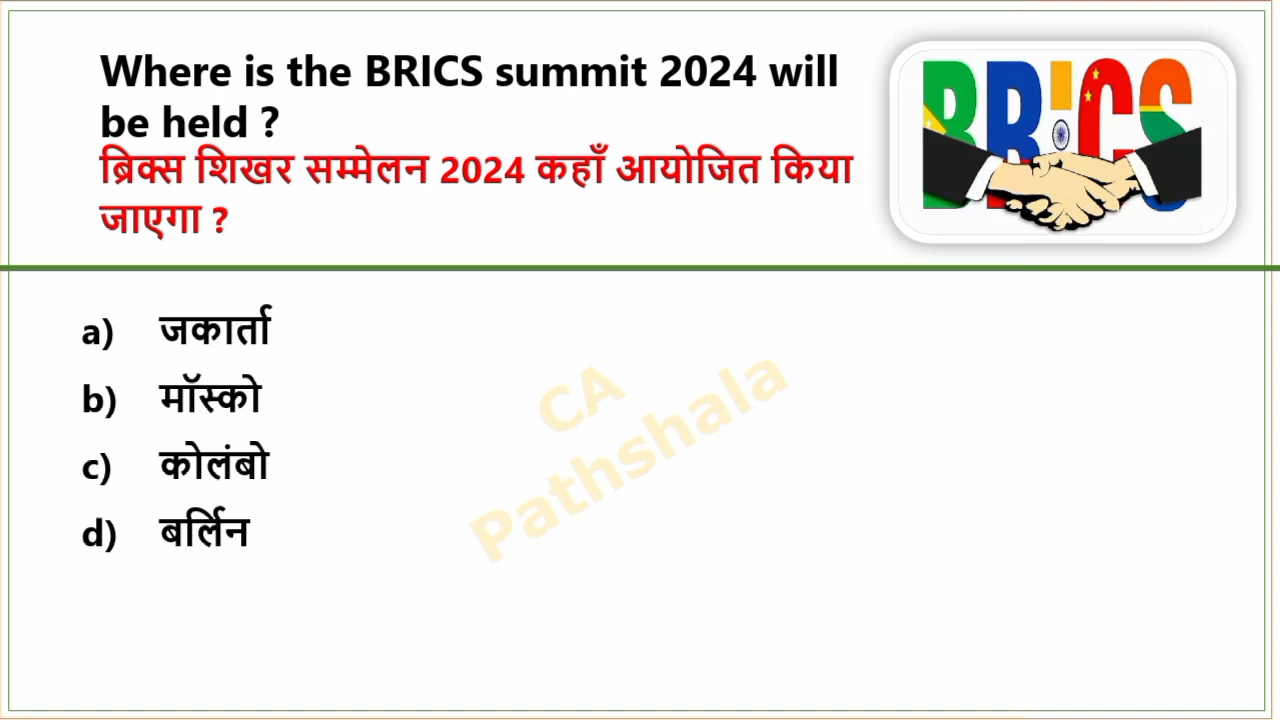 Where is the BRICS summit 2024 will
be held ?
ब्रिक्स शिखर सम्मेलन 2024 कहाँ आयोजित किया
जाएगा ?
BRICS
a) जकार्ता
b) मॉस्को
c) कोलंबो
d) बर्लिन
CA
Pathshala